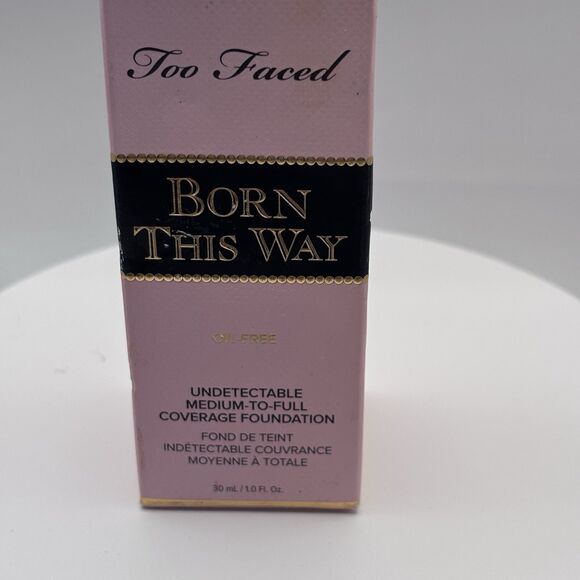 Too Faced
BORN
THIS WAY
OIL-FREE
UNDETECTABLE
MEDIUM-TO-FULL
COVERAGE FOUNDATION
FOND DE TEINT
INDÉTECTABLE COUVRANCE
MOYENNE À TOTALE
30 mL / 1.0 FL. Oz.